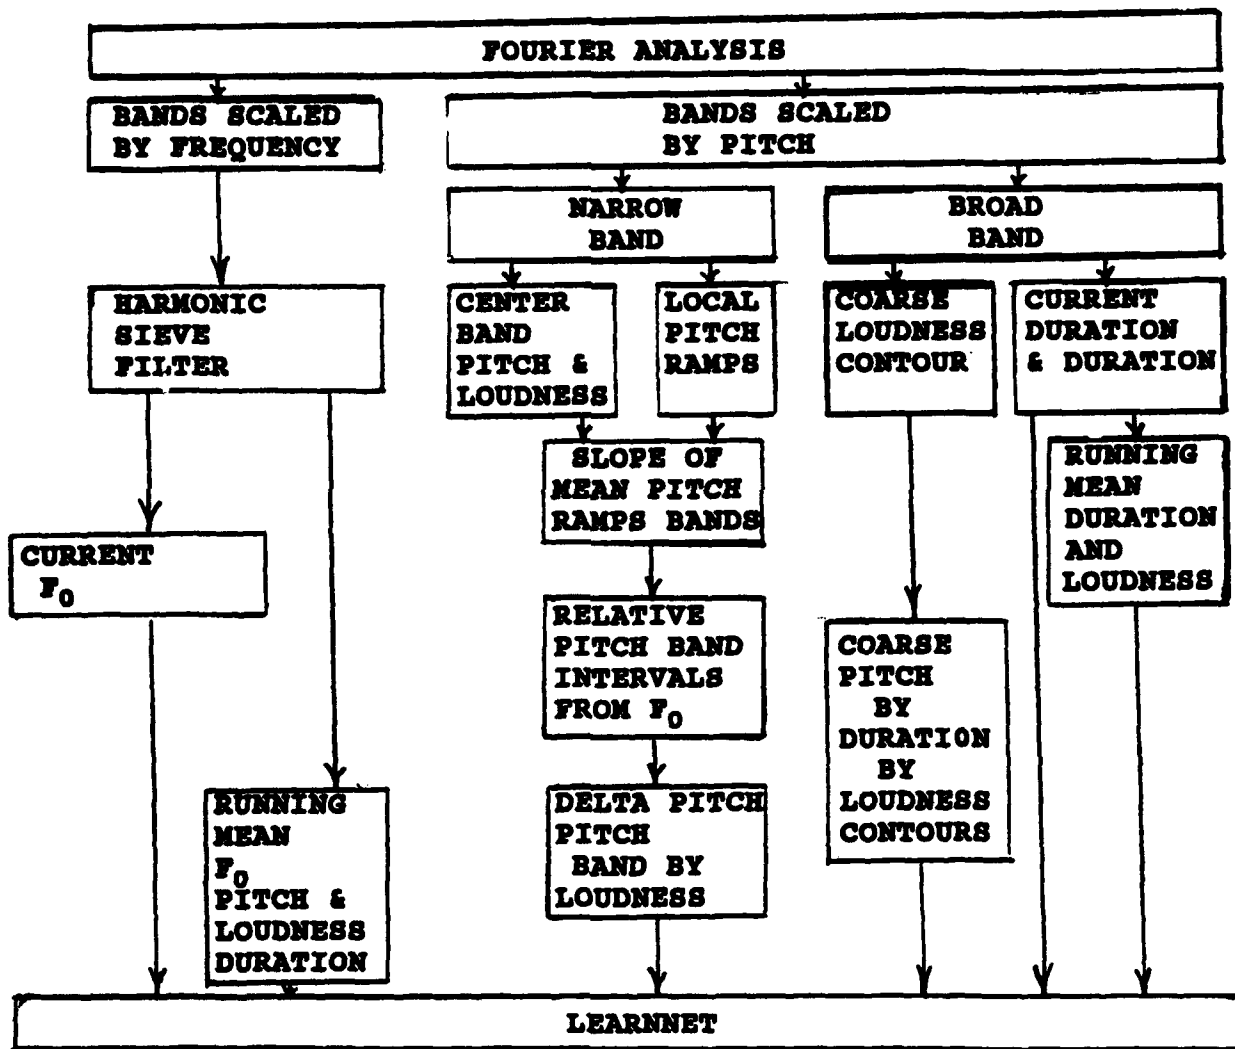 FOURIER ANALYSIS
BANDS SCALED
BY FREQUENCY
BANDS SCALED
BY PITCH
NARROW
BAND
BROAD
BAND
HARMONIC
SIEVE
FILTER
CENTER
BAND
PITCH &
LOUDNESS
LOCAL
PITCH
RAMPS
COARSE
LOUDNESS
CONTOUR
CURRENT
DURATION
& DURATION
SLOPE OF
MEAN PITCH
RAMPS BANDS
RUNNING
MEAN
DURATION
AND
LOUDNESS
CURRENT
F₀
RELATIVE
PITCH BAND
INTERVALS
FROM F₀
COARSE
PITCH
BY
DURATION
BY
LOUDNESS
CONTOURS
RUNNING
MEAN
F₀
PITCH &
LOUDNESS
DURATION
DELTA PITCH
PITCH
BAND BY
LOUDNESS
LEARNNET